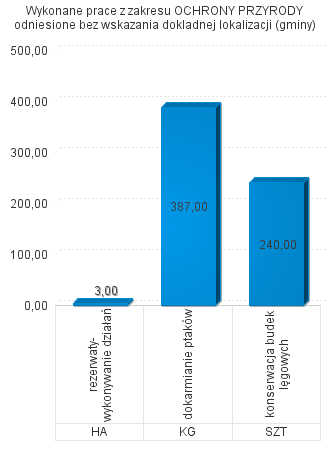 Wykonane prace z zakresu OCHRONY PRZYRODY
odniesione bez wskazania dokladnej lokalizacji (gminy)
500,00
400,00
300,00
200,00
100,00
0,00
3,00
387,00
240,00
rezerwaty-
wykonywanie działań
dokarmianie ptaków
konserwacja budek
lęgowych
HA
KG
SZT